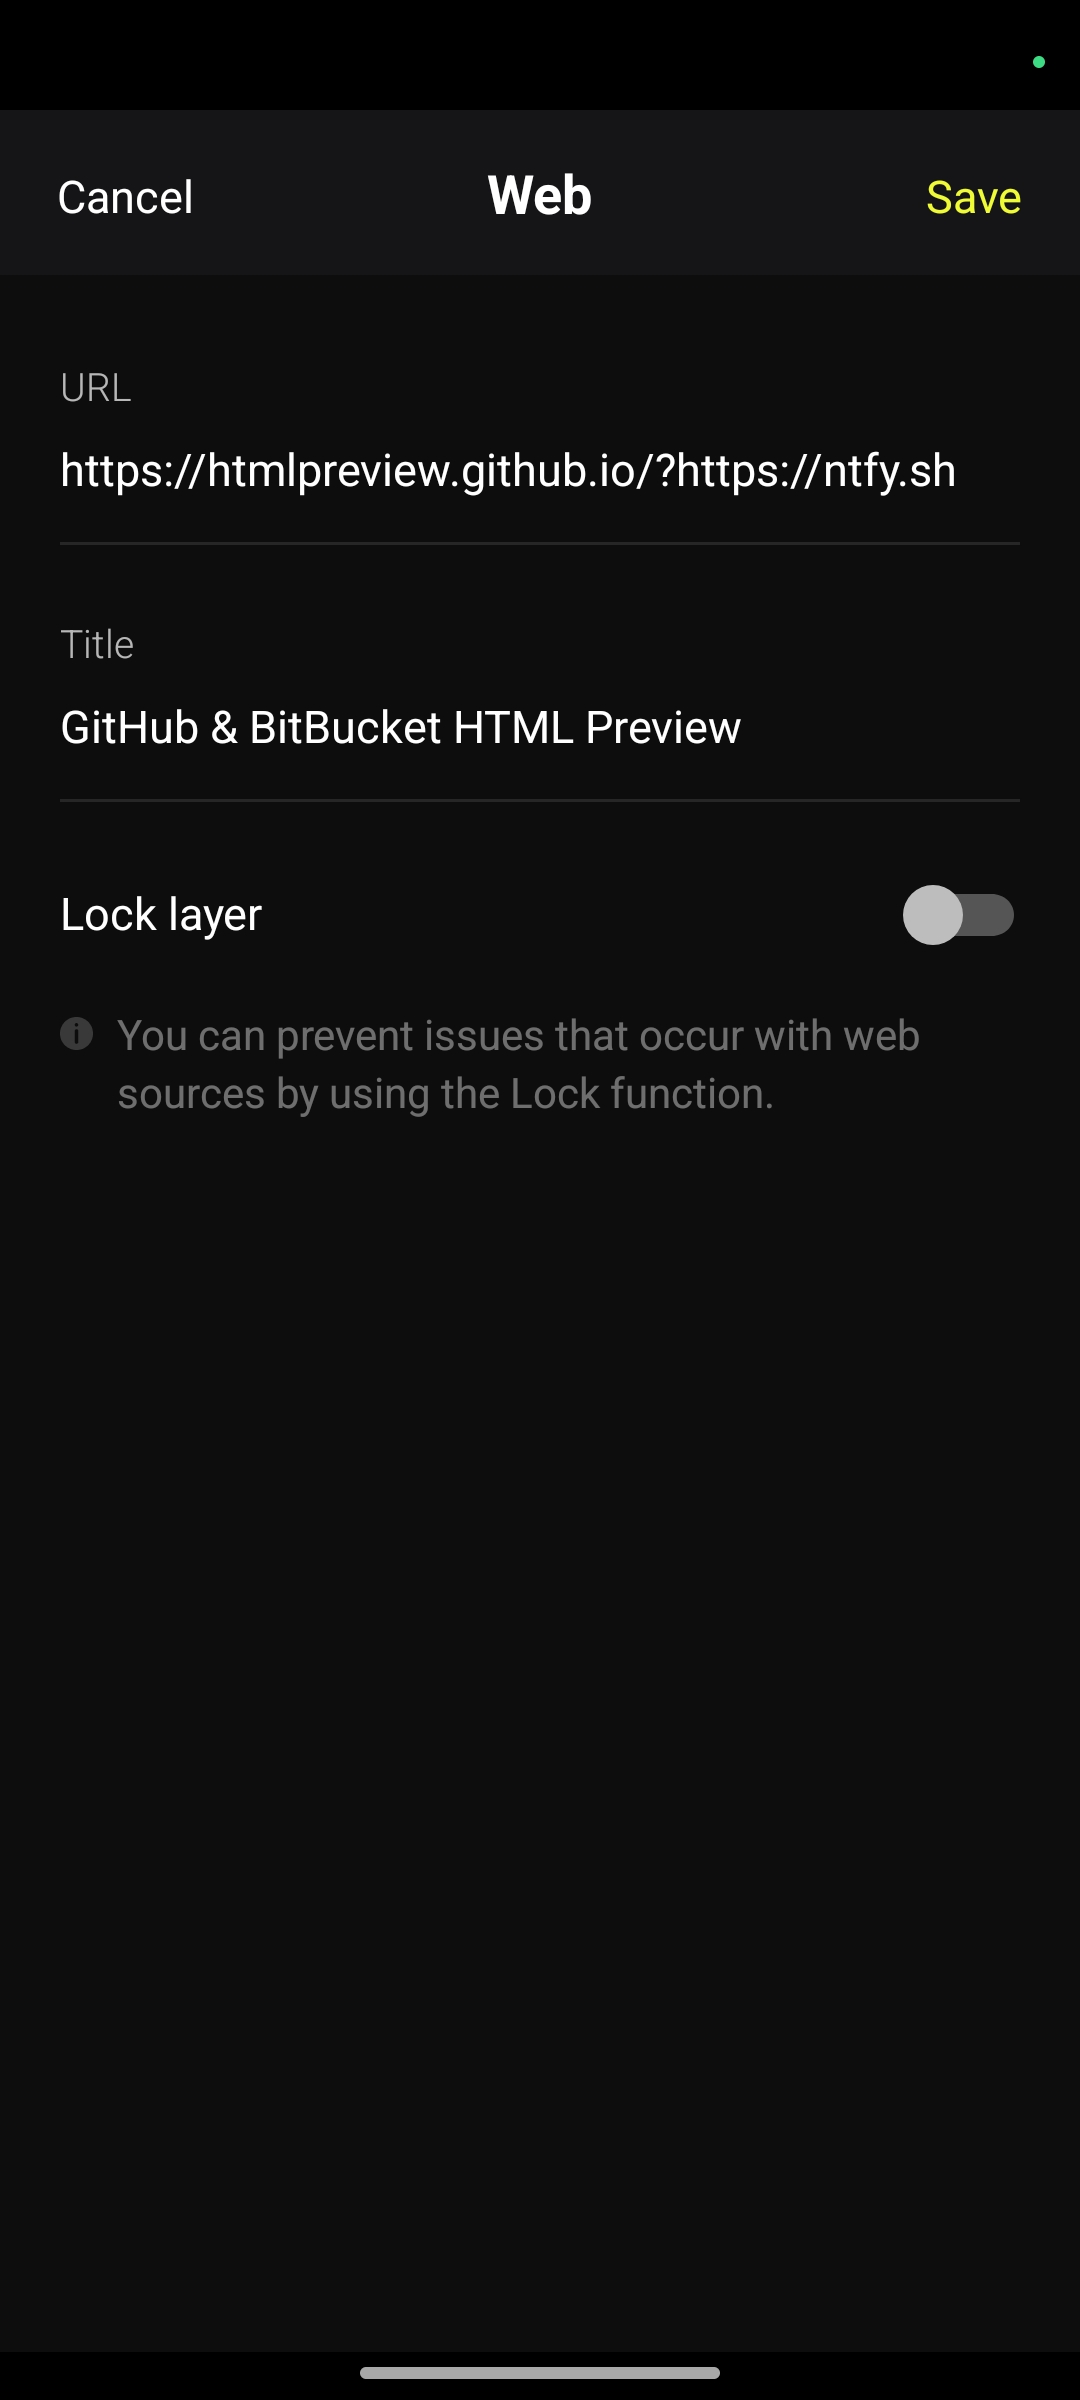 Cancel
Web
Save
URL
https://htmlpreview.github.io/?https://ntfy.sh
Title
GitHub & BitBucket HTML Preview
Lock layer
You can prevent issues that occur with web
sources by using the Lock function.